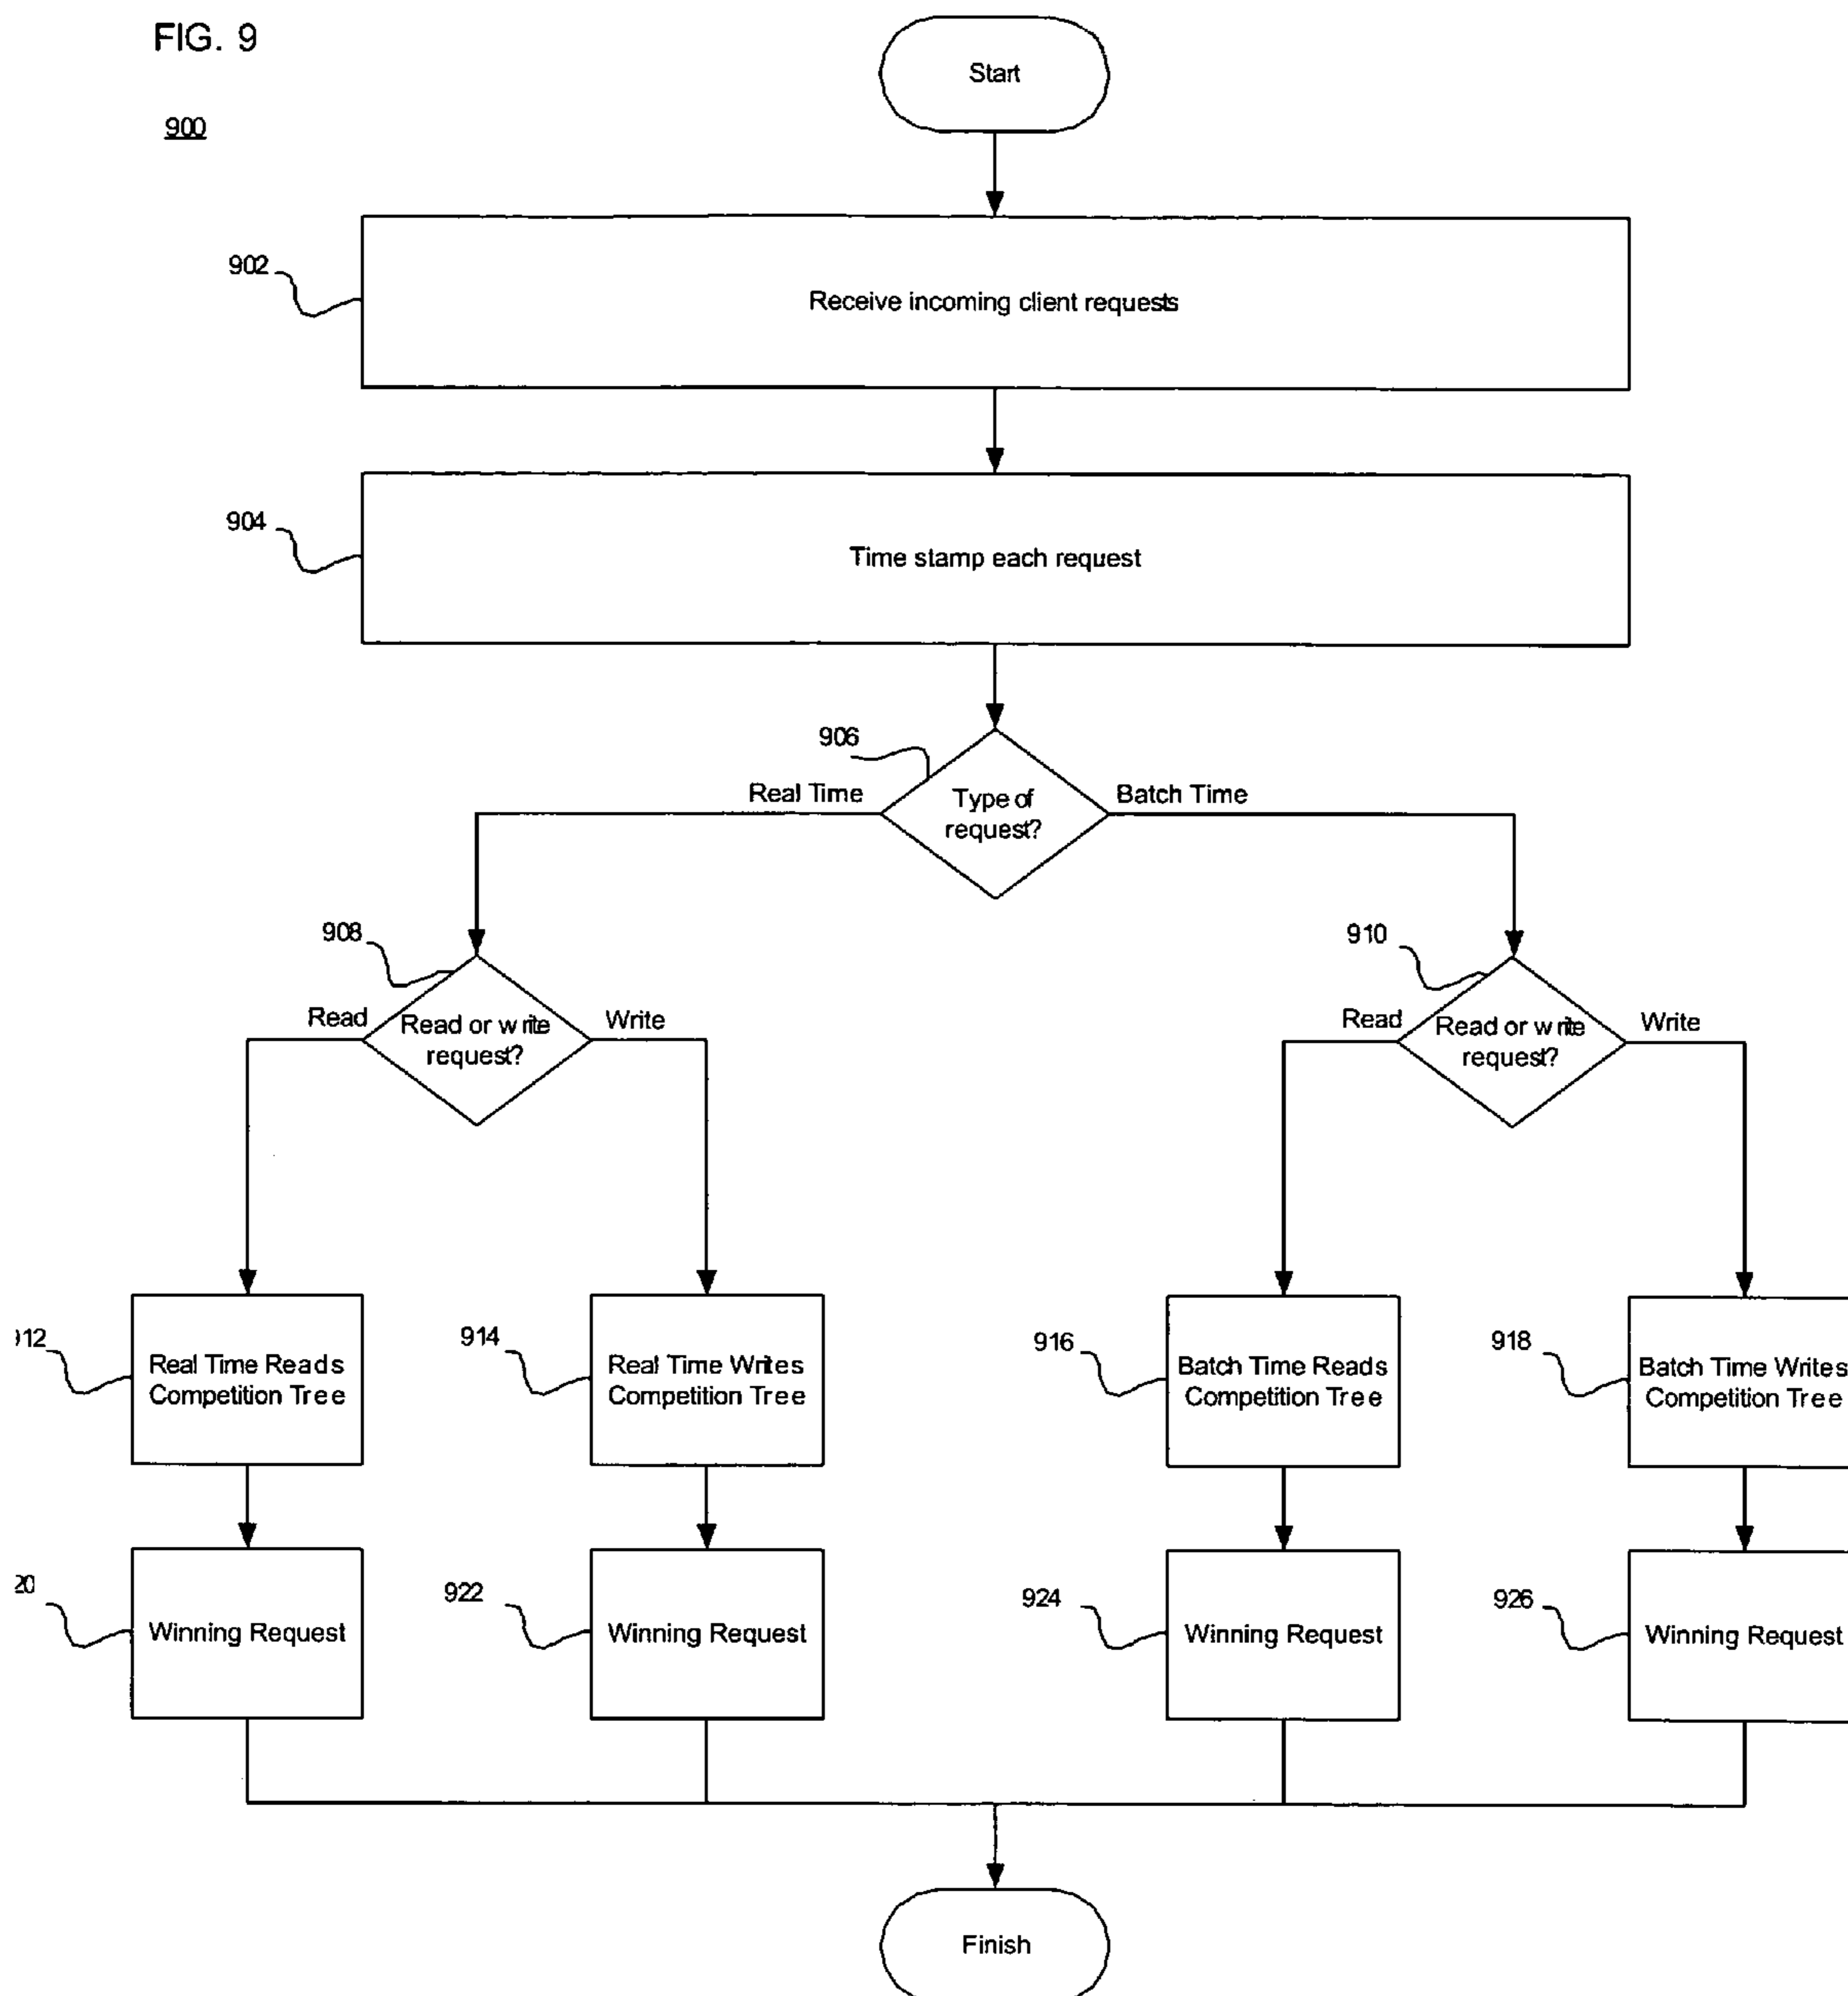 FIG. 9
900
Start
902
Receive incoming client requests
904
Time stamp each request
906
Real Time
Type of
request?
Batch Time
908
Read
Read or write
request?
Write
910
Read
Read or write
request?
Write
912
Real Time Reads
Competition Tree
914
Real Time Writes
Competition Tree
916
Batch Time Reads
Competition Tree
918
Batch Time Writes
Competition Tree
20
Winning Request
922
Winning Request
924
Winning Request
926
Winning Request
Finish